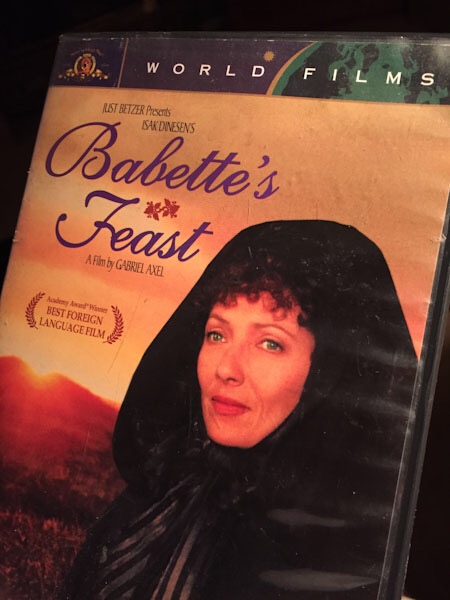 WORLD FILMS
JUST BETZER Presents
ISAK DINESEN'S
Babette's
Feast
A Film by GABRIEL AXEL
Academy Award® Winner
BEST FOREIGN
LANGUAGE FILM